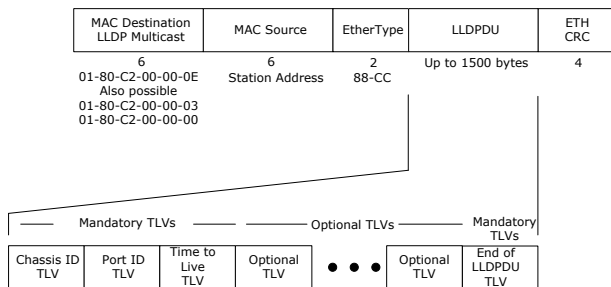 MAC Destination
LLDP Multicast
MAC Source
EtherType
LLDPDU
ETH
CRC
6
01-80-C2-00-00-0E
Also possible
01-80-C2-00-00-03
01-80-C2-00-00-00
6
Station Address
2
88-CC
Up to 1500 bytes
4
Mandatory TLVs
Optional TLVs
Mandatory
TLVs
Chassis ID
TLV
Port ID
TLV
Time to
Live TLV
Optional
TLV
Optional
TLV
End of
LLDPDU
TLV